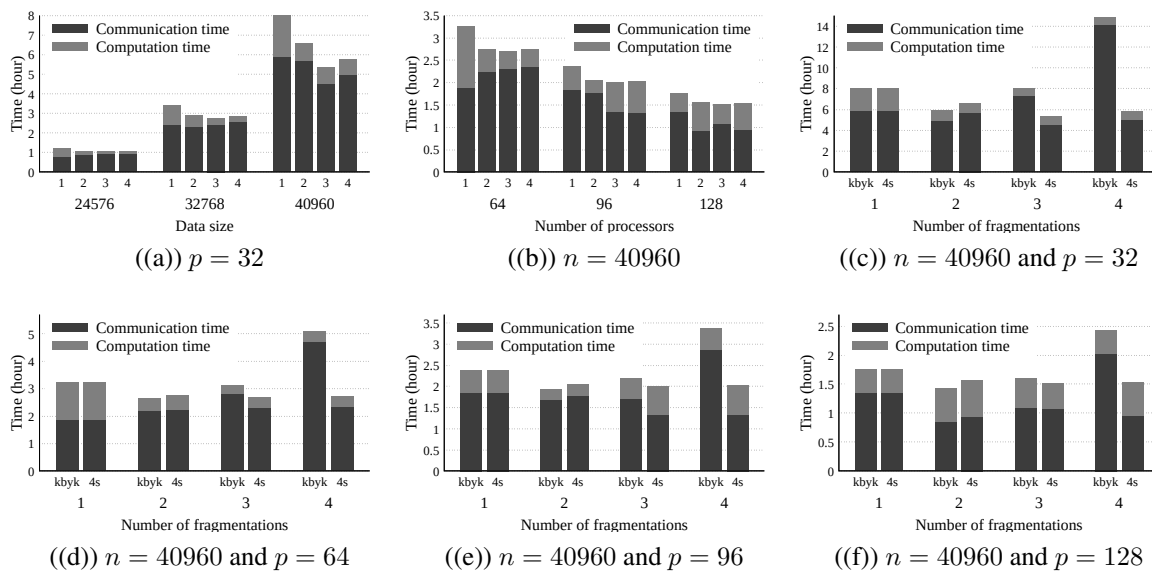 8
7
6
5
4
3
2
1
0
Time (hour)
Communication time
Computation time
1 2 3 4 1 2 3 4 1 2 3 4
24576 32768 40960
Data size
((a)) p = 32
3.5
3
2.5
2
1.5
1
0.5
0
Time (hour)
Communication time
Computation time
1 2 3 4 1 2 3 4 1 2 3 4
64 96 128
Number of processors
((b)) n = 40960
14
12
10
8
6
4
2
0
Time (hour)
Communication time
Computation time
kbyk 4s kbyk 4s kbyk 4s kbyk 4s
1 2 3 4
Number of fragmentations
((c)) n = 40960 and p = 32
5
4
3
2
1
0
Time (hour)
Communication time
Computation time
kbyk 4s kbyk 4s kbyk 4s kbyk 4s
1 2 3 4
Number of fragmentations
((d)) n = 40960 and p = 64
3.5
3
2.5
2
1.5
1
0.5
0
Time (hour)
Communication time
Computation time
kbyk 4s kbyk 4s kbyk 4s kbyk 4s
1 2 3 4
Number of fragmentations
((e)) n = 40960 and p = 96
2.5
2
1.5
1
0.5
0
Time (hour)
Communication time
Computation time
kbyk 4s kbyk 4s kbyk 4s kbyk 4s
1 2 3 4
Number of fragmentations
((f)) n = 40960 and p = 128